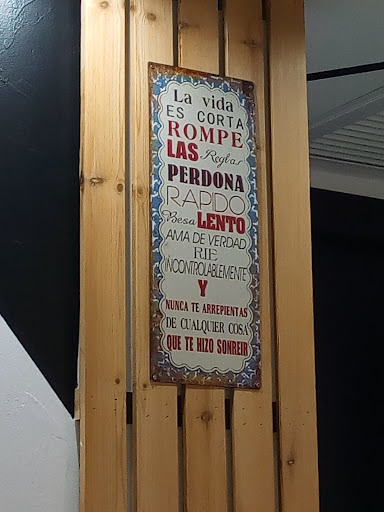 La vida
ES CORTA
ROMPE
LAS Reglas
PERDONA
RAPIDO
Besa LENTO
AMA DE VERDAD
RIE
INCONTROLABLEMENTE
Y
NUNCA TE ARREPIENTAS
DE CUALQUIER COSA
QUE TE HIZO SONREIR